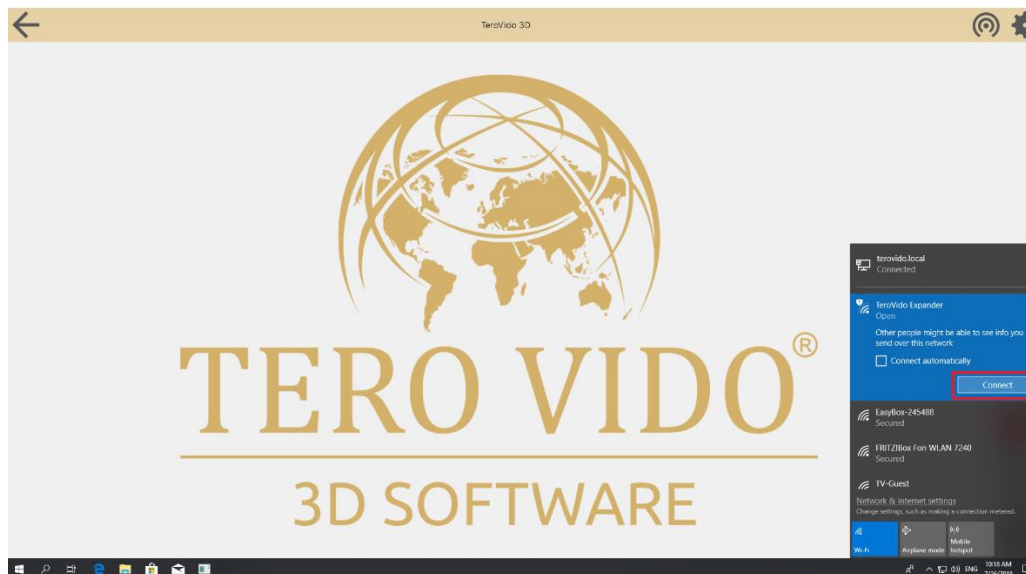 TeroVido 3D
TERO VIDO®
3D SOFTWARE
terovido.local
Connected
TeroVido Expander
Open
Other people might be able to see info you
send over this network
Connect automatically
Connect
EasyBox-245488
Secured
FRITZ!Box Fon WLAN 7240
Secured
TV-Guest
Network & Internet settings
Change settings, such as making a connection metered.
Wi-Fi
Airplane mode
Mobile
hotspot
ENG
10:18 AM
7/26/2018